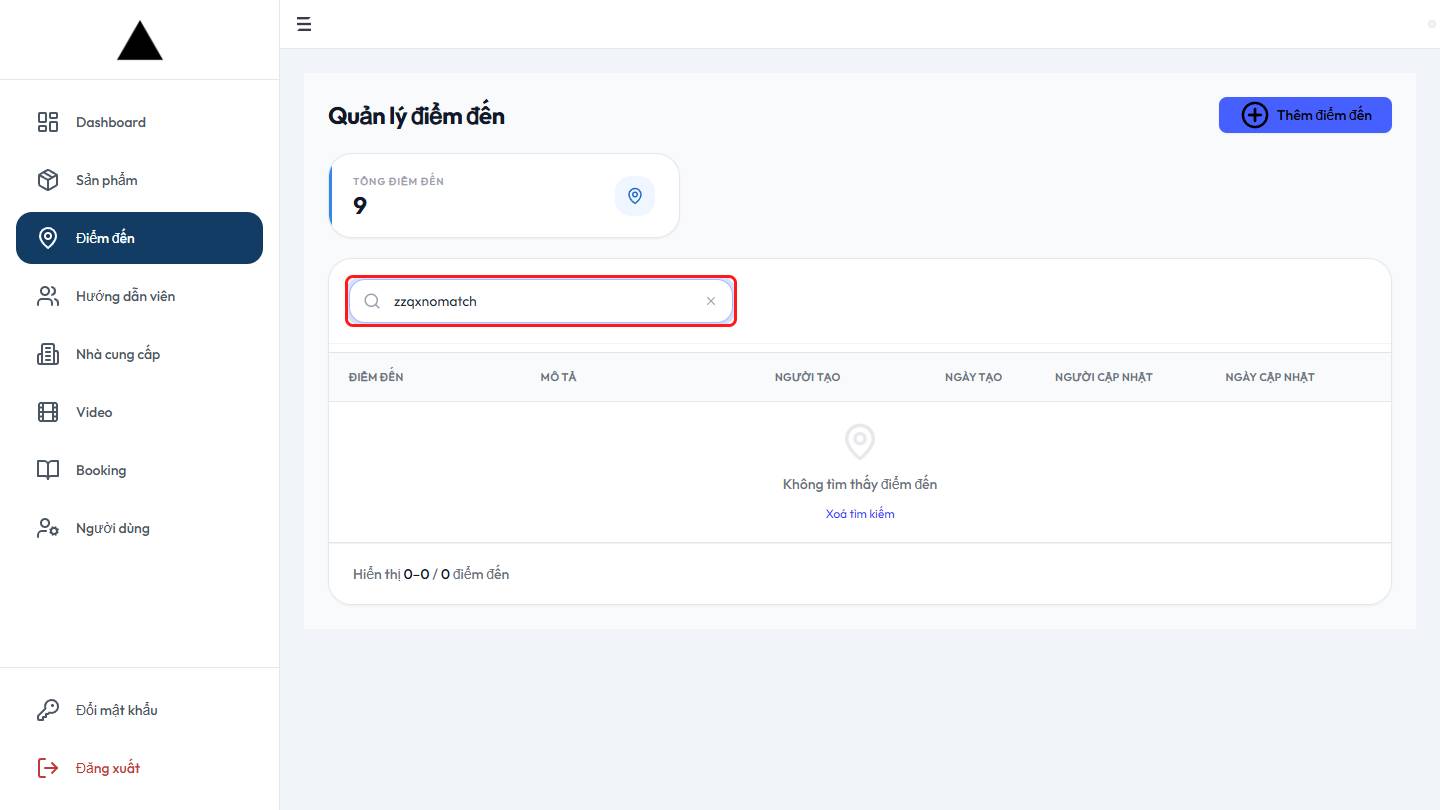 Dashboard
Sản phẩm
Điểm đến
Hướng dẫn viên
Nhà cung cấp
Video
Booking
Người dùng
Đổi mật khẩu
Đăng xuất
Quản lý điểm đến
Thêm điểm đến
TỔNG ĐIỂM ĐẾN
9
zzqxnomatch
ĐIỂM ĐẾN MÔ TẢ NGƯỜI TẠO NGÀY TẠO NGƯỜI CẬP NHẬT NGÀY CẬP NHẬT
Không tìm thấy điểm đến
Xoá tìm kiếm
Hiển thị 0–0 / 0 điểm đến